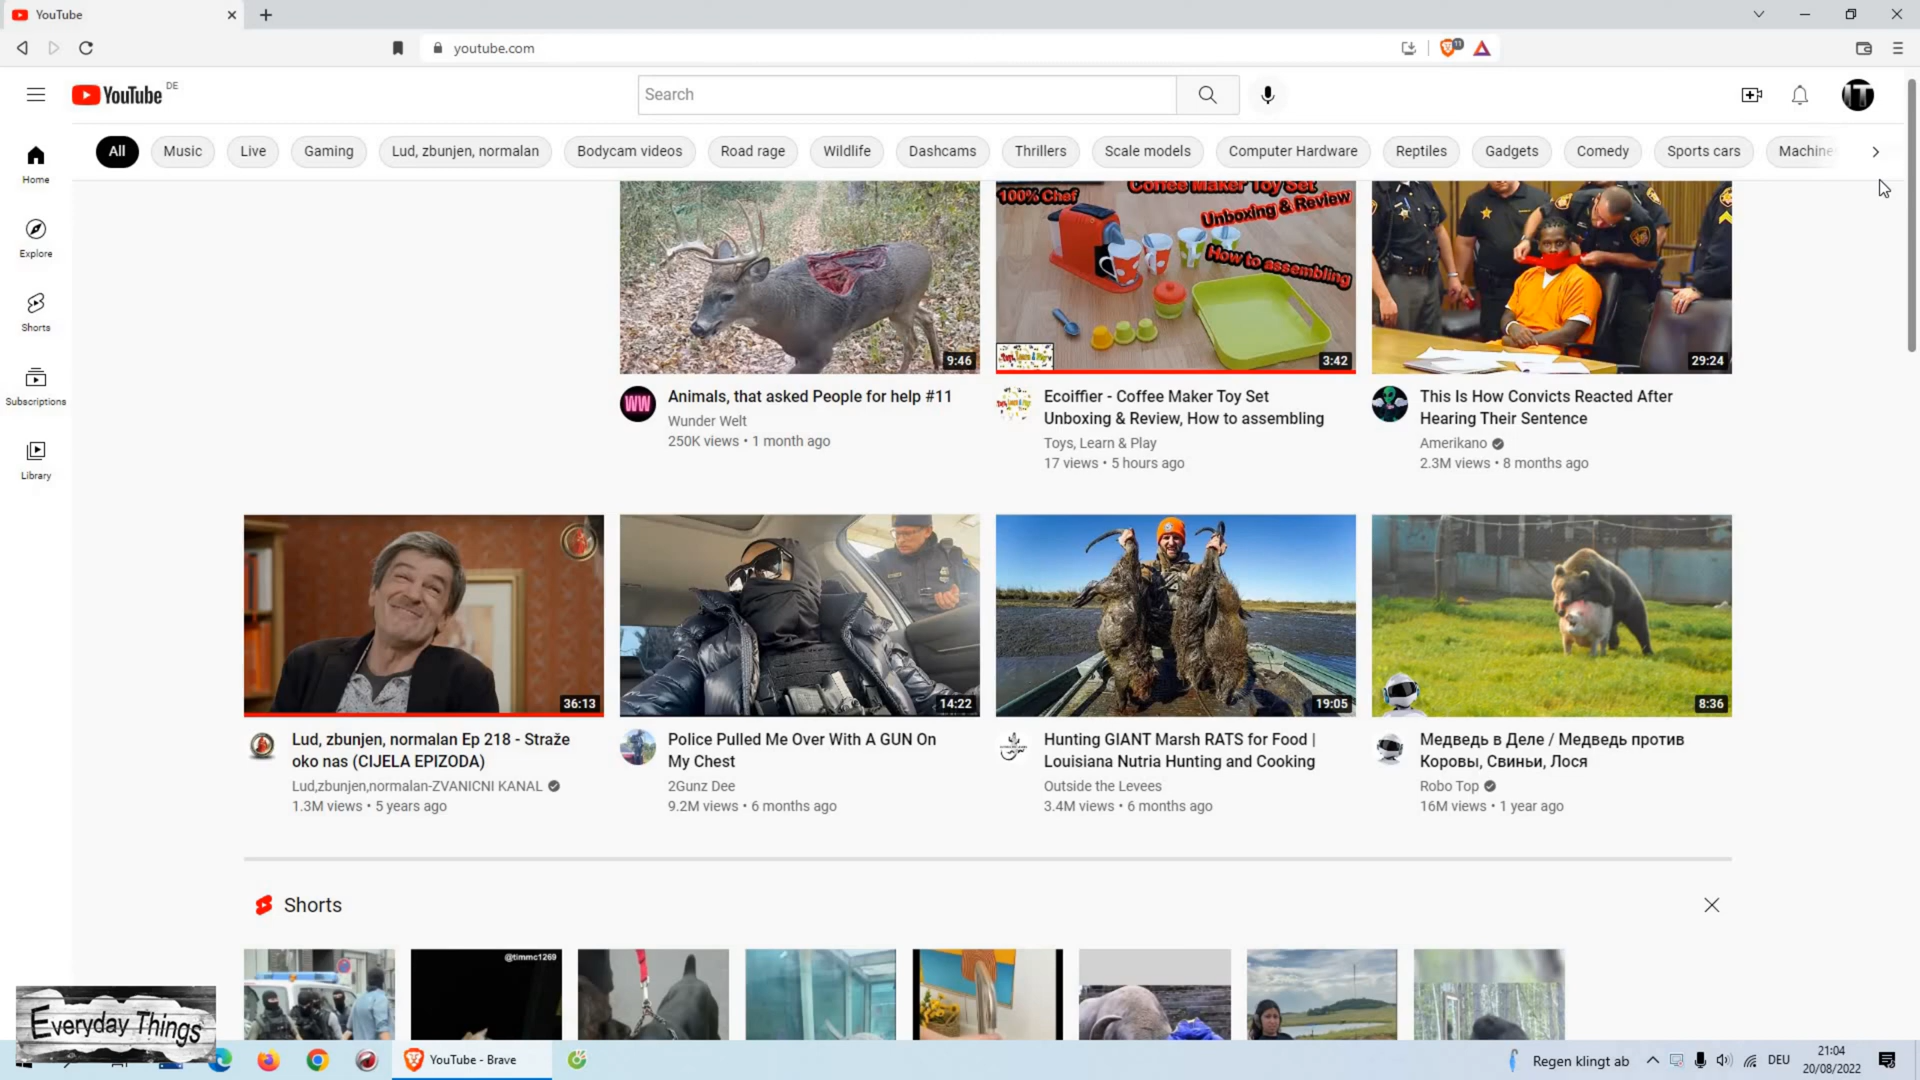 YouTube
youtube.com
11
YouTube DE
Search
All
Music
Live
Gaming
Lud, zbunjen, normalan
Bodycam videos
Road rage
Wildlife
Dashcams
Thrillers
Scale models
Computer Hardware
Reptiles
Gadgets
Comedy
Sports cars
Machine
Home
Explore
Shorts
Subscriptions
Library
9:46
WW
Animals, that asked People for help #11
Wunder Welt
250K views • 1 month ago
100% Chef
Coffee Maker Toy Set
Unboxing & Review
How to assembling
3:42
Ecoiffier - Coffee Maker Toy Set
Unboxing & Review, How to assembling
Toys, Learn & Play
17 views • 5 hours ago
29:24
This Is How Convicts Reacted After
Hearing Their Sentence
Amerikano
2.3M views • 8 months ago
36:13
Lud, zbunjen, normalan Ep 218 - Straže
oko nas (CIJELA EPIZODA)
Lud,zbunjen,normalan-ZVANICNI KANAL
1.3M views • 5 years ago
14:22
Police Pulled Me Over With A GUN On
My Chest
2Gunz Dee
9.2M views • 6 months ago
19:05
Hunting GIANT Marsh RATS for Food |
Louisiana Nutria Hunting and Cooking
Outside the Levees
3.4M views • 6 months ago
8:36
Медведь в Деле / Медведь против
Коровы, Свиньи, Лося
Robo Top
16M views • 1 year ago
Shorts
@timmc1269
Everyday Things
YouTube - Brave
Regen klingt ab
DEU
21:04
20/08/2022